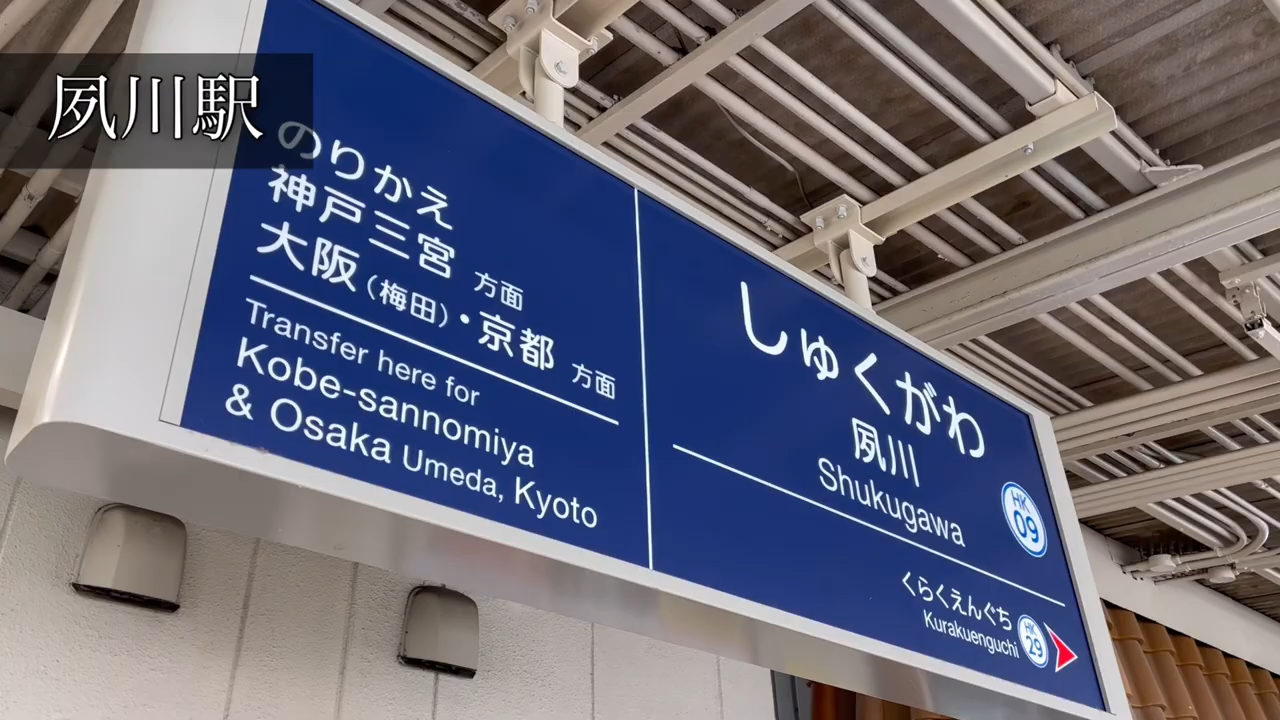 夙川駅
のりかえ
神戸三宮 方面
大阪(梅田)・京都 方面
Transfer here for
Kobe-sannomiya
& Osaka Umeda, Kyoto
しゅくがわ
夙川
Shukugawa
HK
09
くらくえんぐち
Kurakuenguchi
HK
29